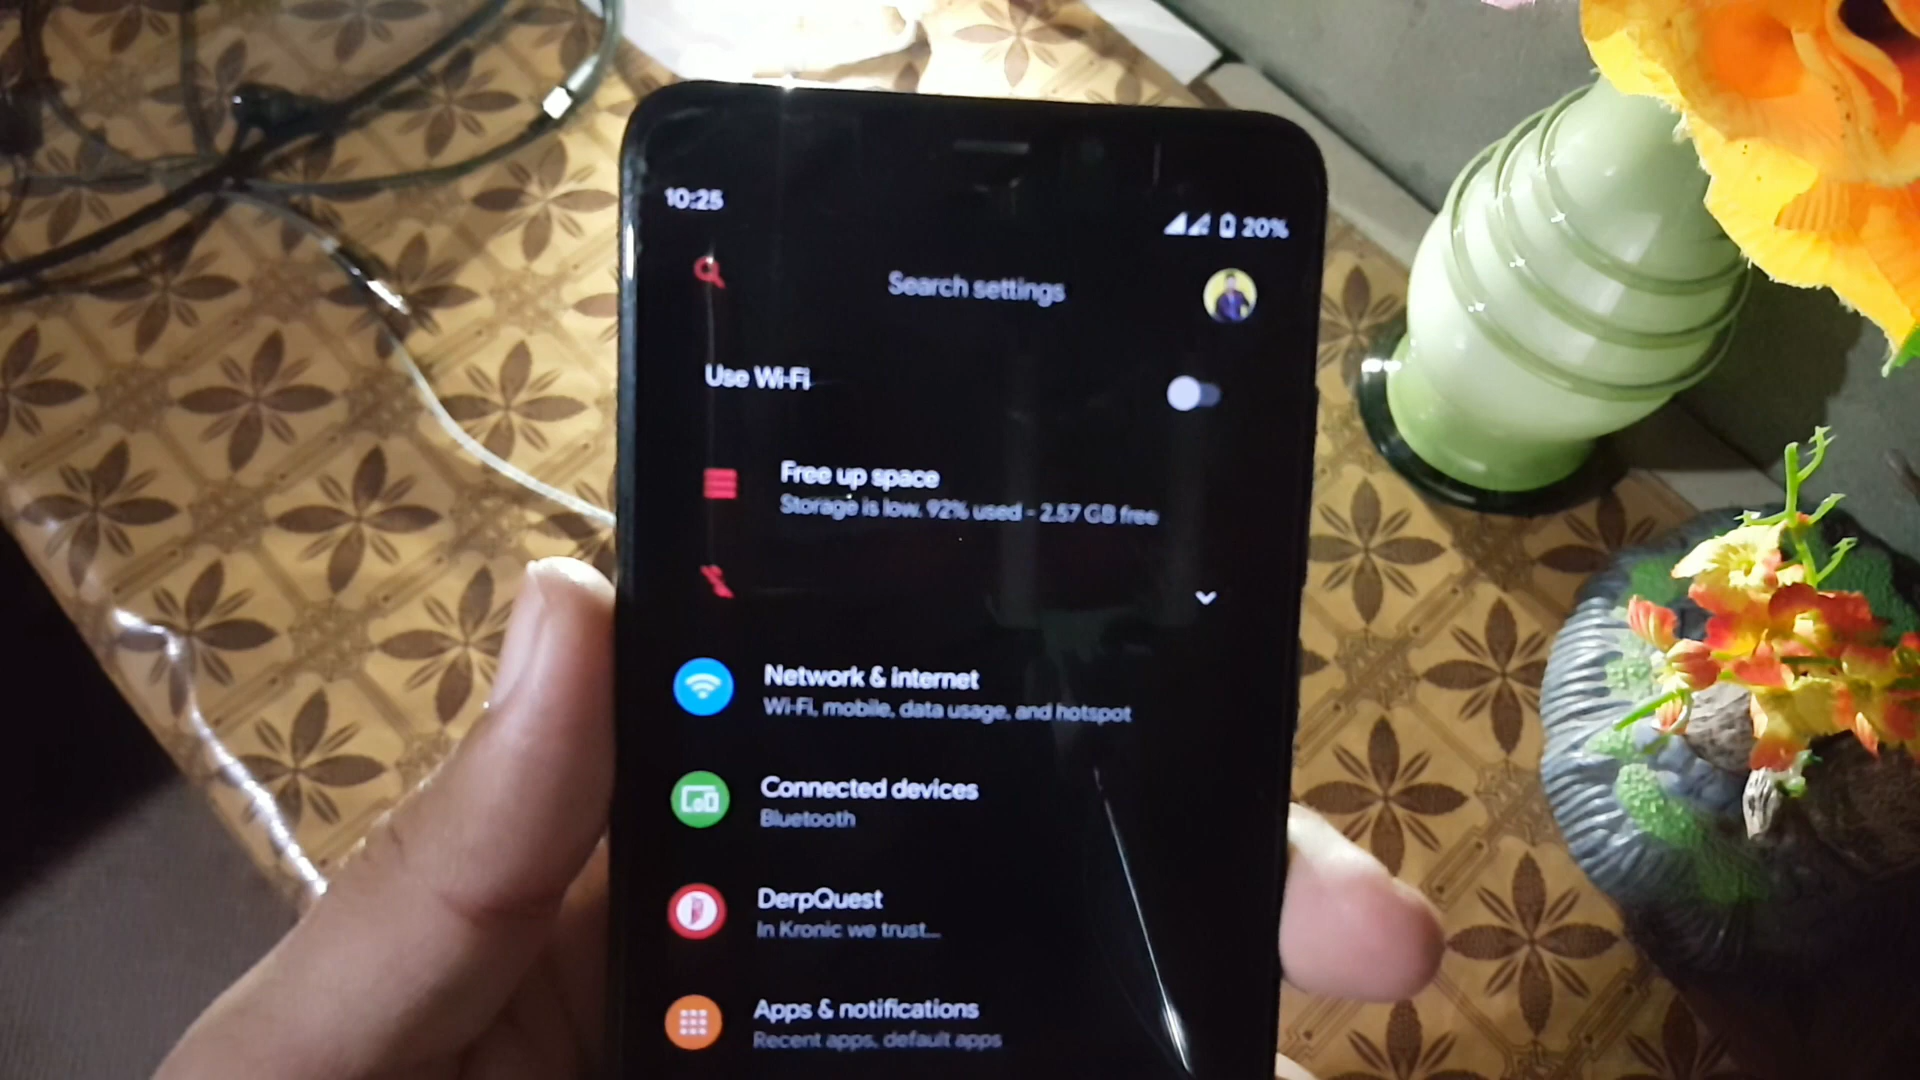 10:25
20%
Search settings
Use Wi-Fi
Free up space
Storage is low. 92% used - 2.57 GB free
Network & internet
Wi-Fi, mobile, data usage, and hotspot
Connected devices
Bluetooth
DerpQuest
In Kronic we trust...
Apps & notifications
Recent apps, default apps